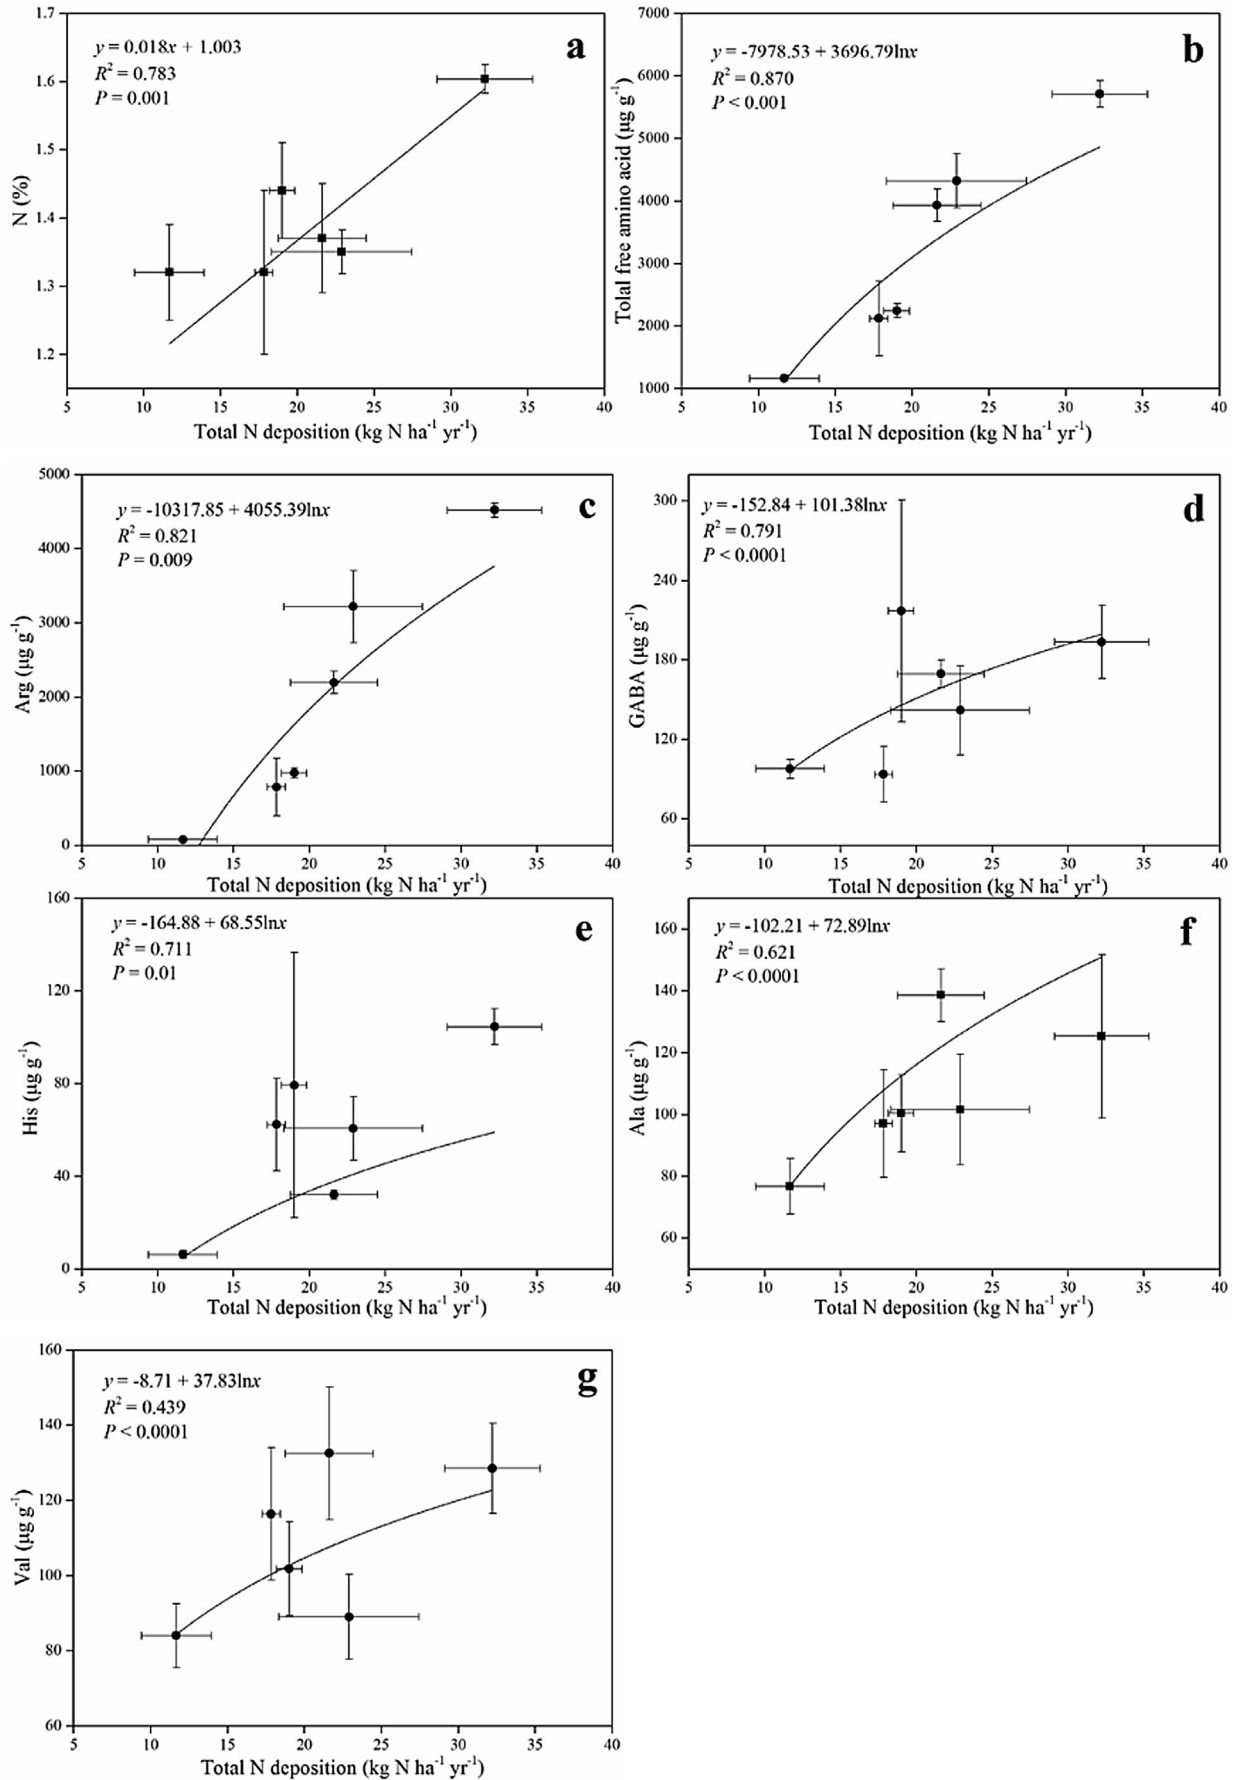 a
y = 0.018x + 1.003
R² = 0.783
P = 0.001
N (%)
1.7
1.6
1.5
1.4
1.3
1.2
5 10 15 20 25 30 35 40
Total N deposition (kg N ha⁻¹ yr⁻¹)
b
y = -7978.53 + 3696.79lnx
R² = 0.870
P < 0.001
Tolal free amino acid (μg g⁻¹)
7000
6000
5000
4000
3000
2000
1000
5 10 15 20 25 30 35 40
Total N deposition (kg N ha⁻¹ yr⁻¹)
c
y = -10317.85 + 4055.39lnx
R² = 0.821
P = 0.009
Arg (μg g⁻¹)
5000
4000
3000
2000
1000
0
5 10 15 20 25 30 35 40
Total N deposition (kg N ha⁻¹ yr⁻¹)
d
y = -152.84 + 101.38lnx
R² = 0.791
P < 0.0001
GABA (μg g⁻¹)
300
240
180
120
60
5 10 15 20 25 30 35 40
Total N deposition (kg N ha⁻¹ yr⁻¹)
e
y = -164.88 + 68.55lnx
R² = 0.711
P = 0.01
His (μg g⁻¹)
160
120
80
40
0
5 10 15 20 25 30 35 40
Total N deposition (kg N ha⁻¹ yr⁻¹)
f
y = -102.21 + 72.89lnx
R² = 0.621
P < 0.0001
Ala (μg g⁻¹)
160
140
120
100
80
60
5 10 15 20 25 30 35 40
Total N deposition (kg N ha⁻¹ yr⁻¹)
g
y = -8.71 + 37.83lnx
R² = 0.439
P < 0.0001
Val (μg g⁻¹)
160
140
120
100
80
60
5 10 15 20 25 30 35 40
Total N deposition (kg N ha⁻¹ yr⁻¹)